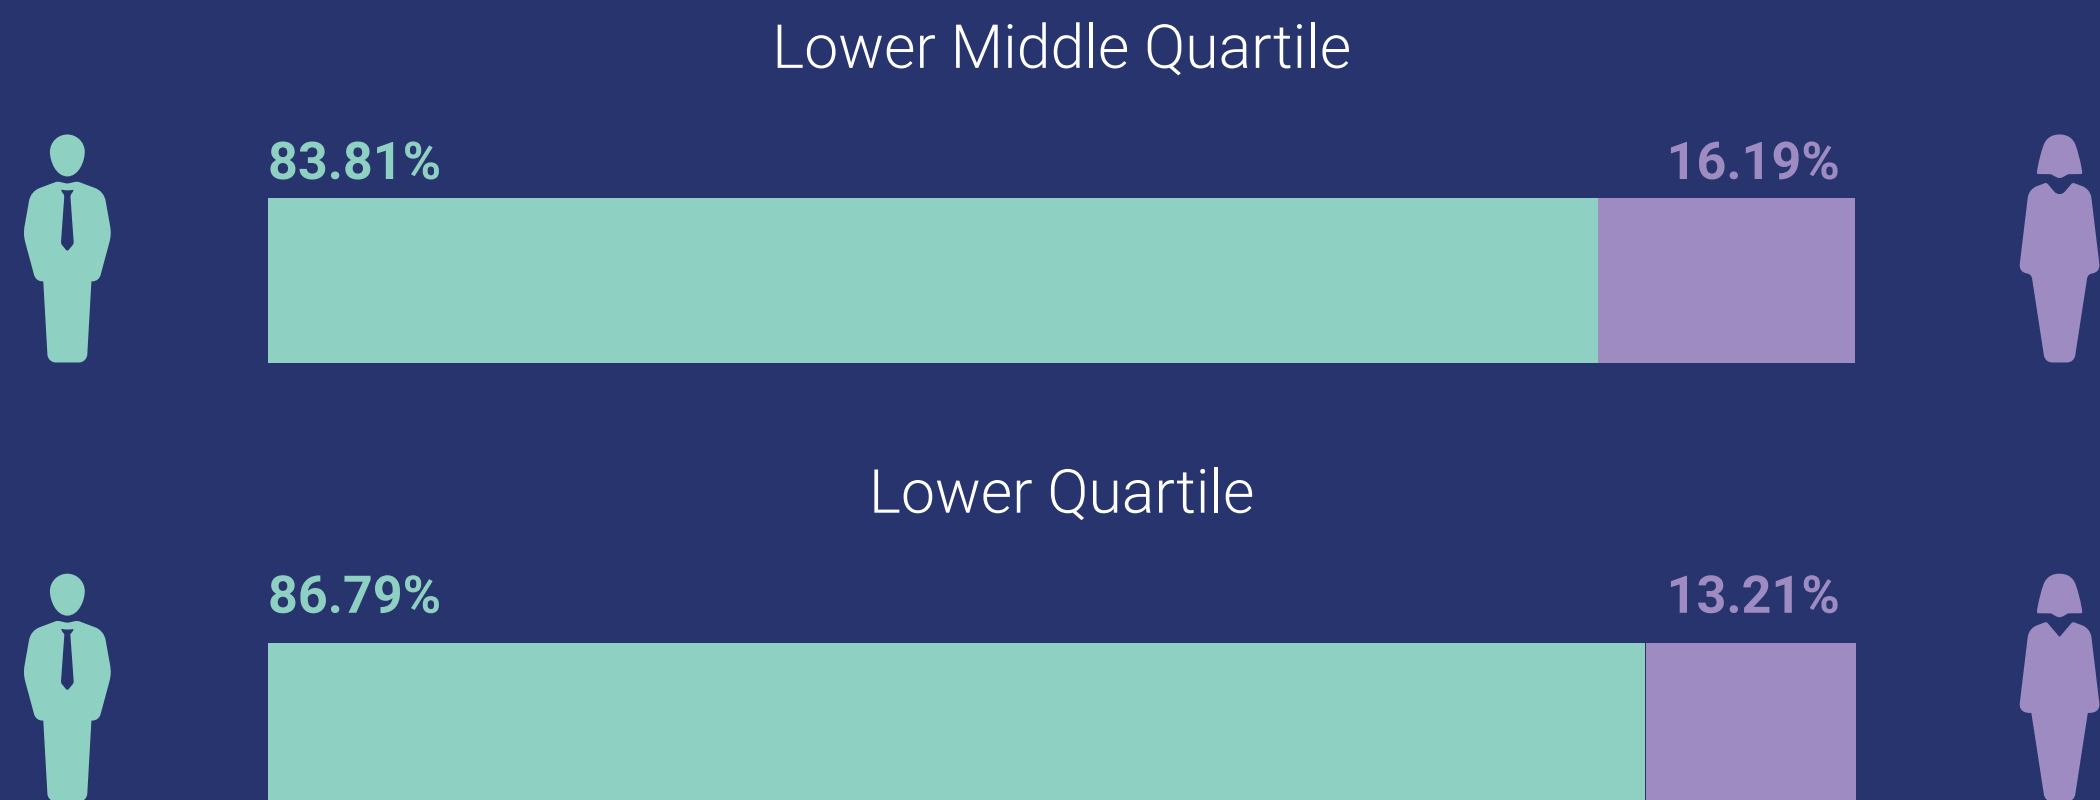 Lower Middle Quartile
83.81% 16.19%
Lower Quartile
86.79% 13.21%